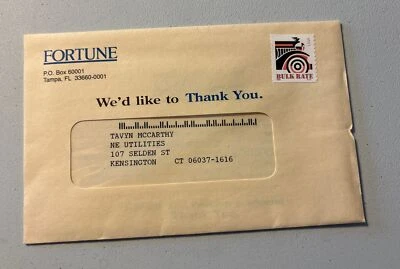 FORTUNE
P.O. Box 60001
Tampa, FL 33660-0001
BULK RATE
We'd like to Thank You.
TAVYN MCCARTHY
NE UTILITIES
107 SELDEN ST
KENSINGTON CT 06037-1616